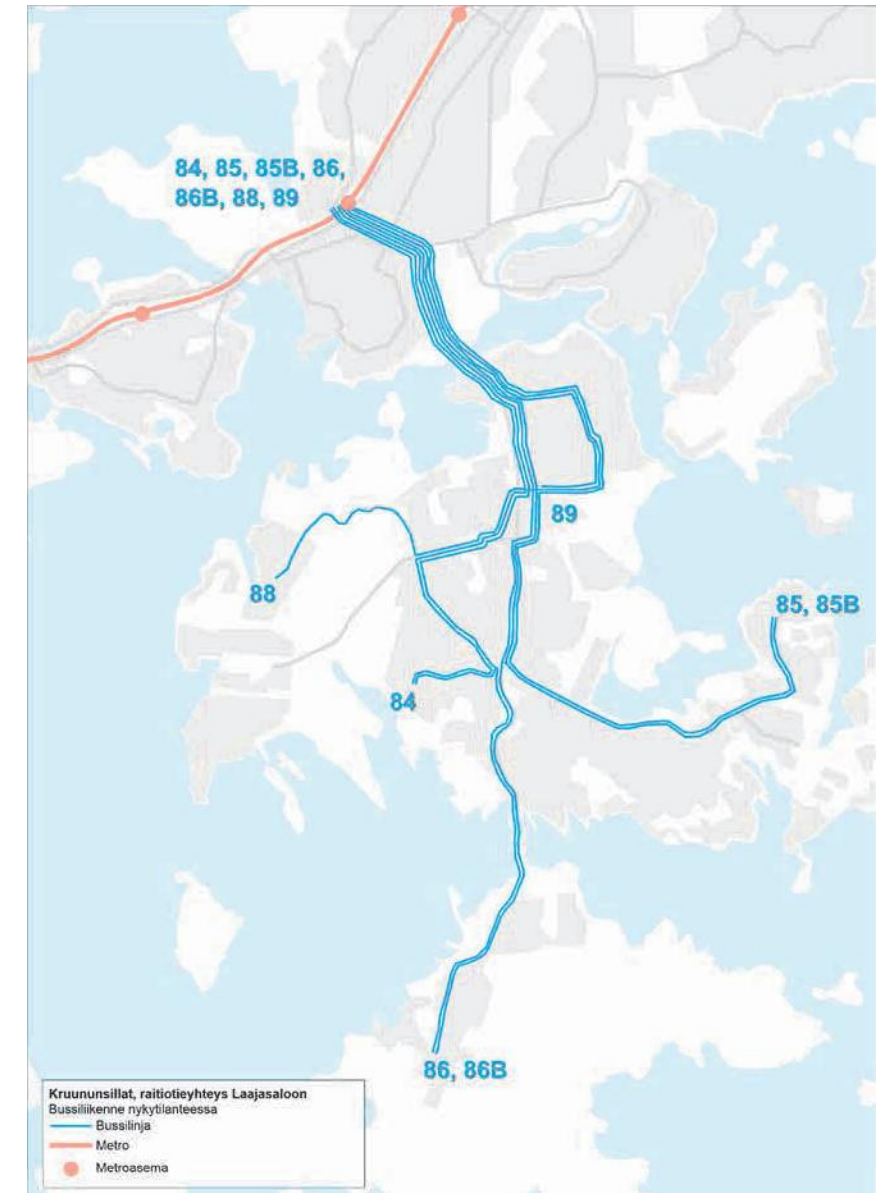 84, 85, 85B, 86,
86B, 88, 89
89
88
85, 85B
84
86, 86B
Kruununsillat, raitiotieyhteys Laajasaloon
Bussiliikenne nykytilanteessa
Bussilinja
Metro
Metroasema